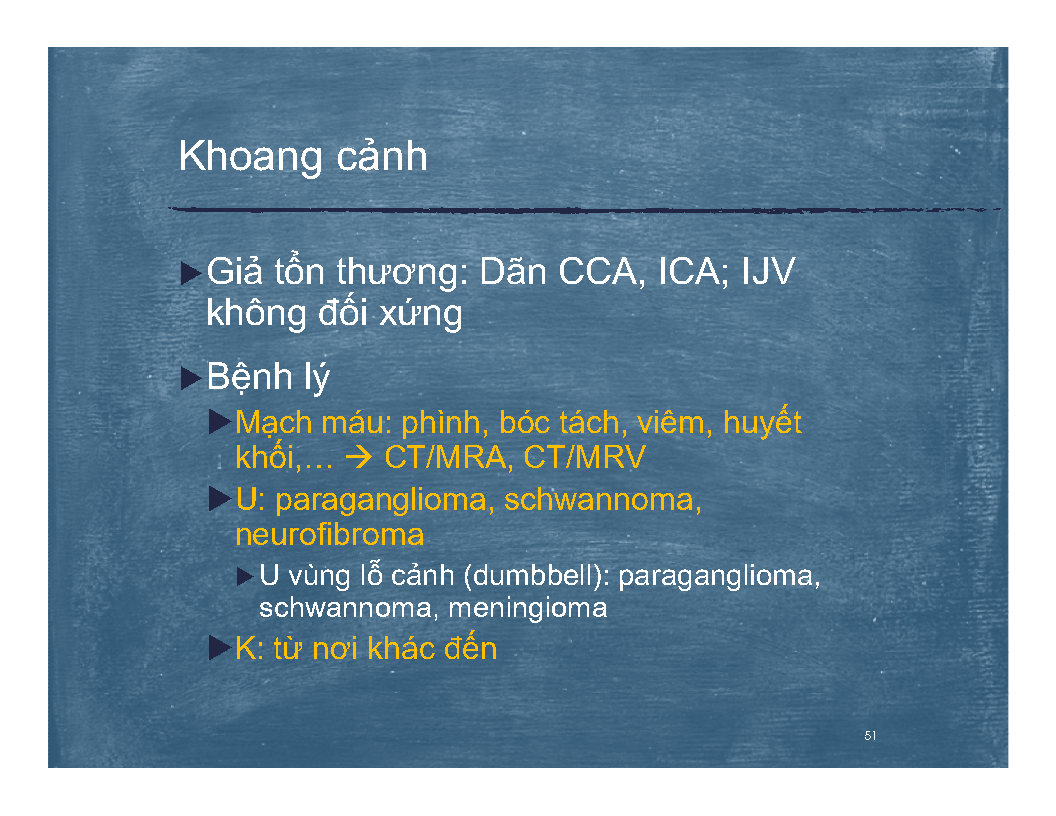 Khoang cảnh
Giả tổn thương: Dãn CCA, ICA; IJV
không đối xứng
Bệnh lý
Mạch máu: phình, bóc tách, viêm, huyết
khối,… → CT/MRA, CT/MRV
U: paraganglioma, schwannoma,
neurofibroma
U vùng lỗ cảnh (dumbbell): paraganglioma,
schwannoma, meningioma
K: từ nơi khác đến
51